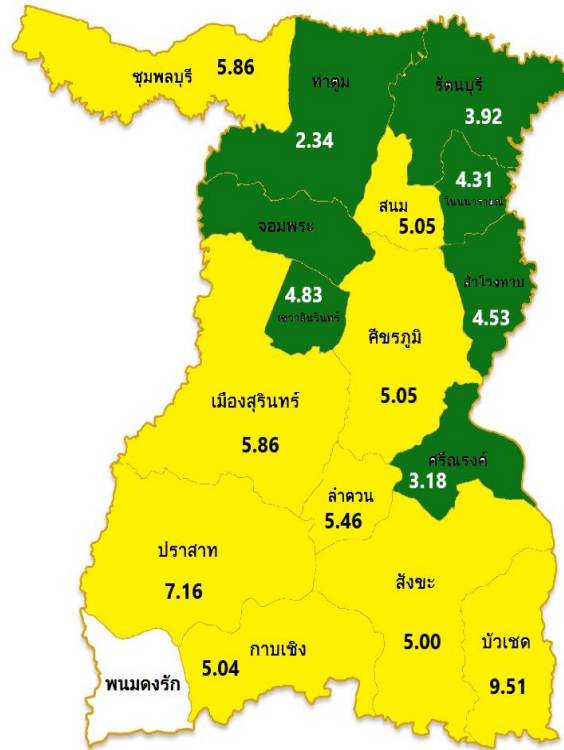 ชุมพลบุรี 5.86
ท่าตูม
2.34
รัตนบุรี
3.92
4.31
โนนนารายณ์
สนม
5.05
จอมพระ
4.83
เขวาสินรินทร์
สำโรงทาบ
4.53
ศีขรภูมิ
5.05
เมืองสุรินทร์
5.86
ศรีณรงค์
3.18
ลำดวน
5.46
ปราสาท
7.16
สังขะ
5.00
บัวเชด
9.51
กาบเชิง
5.04
พนมดงรัก